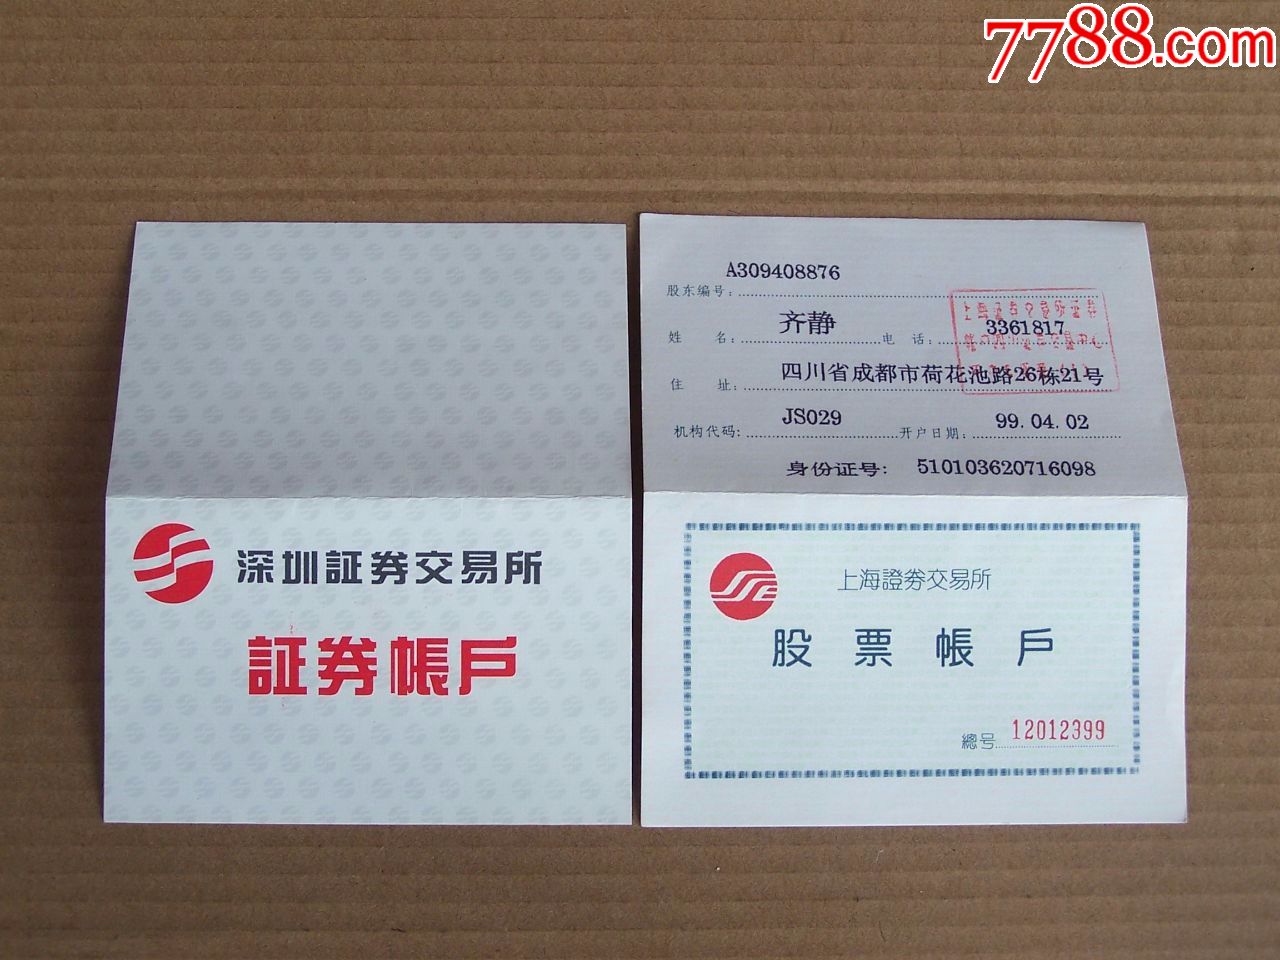 7788.com
深圳証券交易所
証券帳戶
A309408876
股东编号:
姓 名: 齐静 电 话: 3361817
住 址: 四川省成都市荷花池路26栋21号
机构代码: JS029 开户日期: 99.04.02
身份证号: 510103620716098
上海證券交易所
股票帳戶
總号 12012399